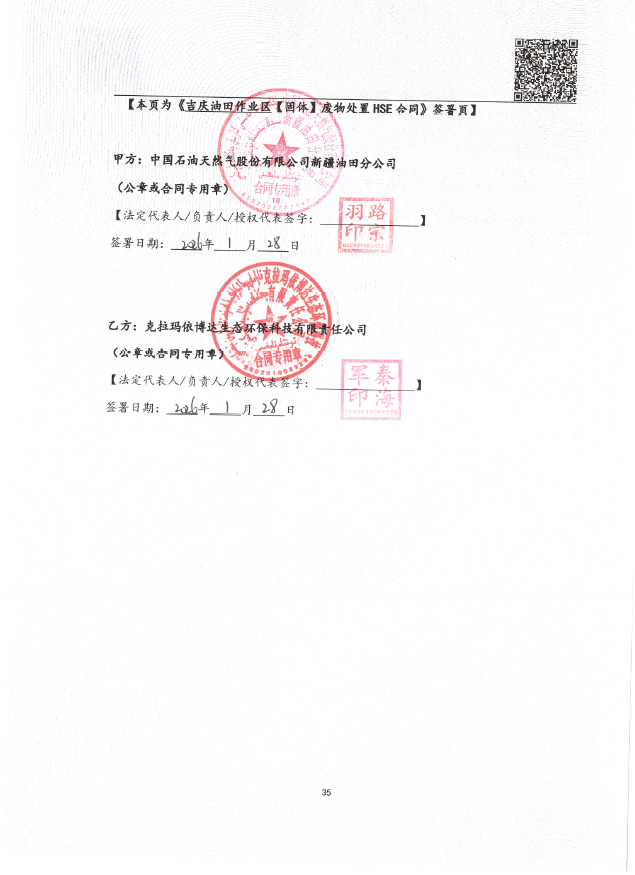 【本页为《吉庆油田作业区【固体】废物处置HSE合同》签署页】
甲方：中国石油天然气股份有限公司新疆油田分公司
（公章或合同专用章）
合同专用章
【法定代表人/负责人/授权代表签字：】
路宗羽印
签署日期：2026年1月28日
乙方：克拉玛依博达生态环保科技有限责任公司
（公章或合同专用章）
合同专用章
【法定代表人/负责人/授权代表签字：】
秦海军印
签署日期：2026年1月28日
35